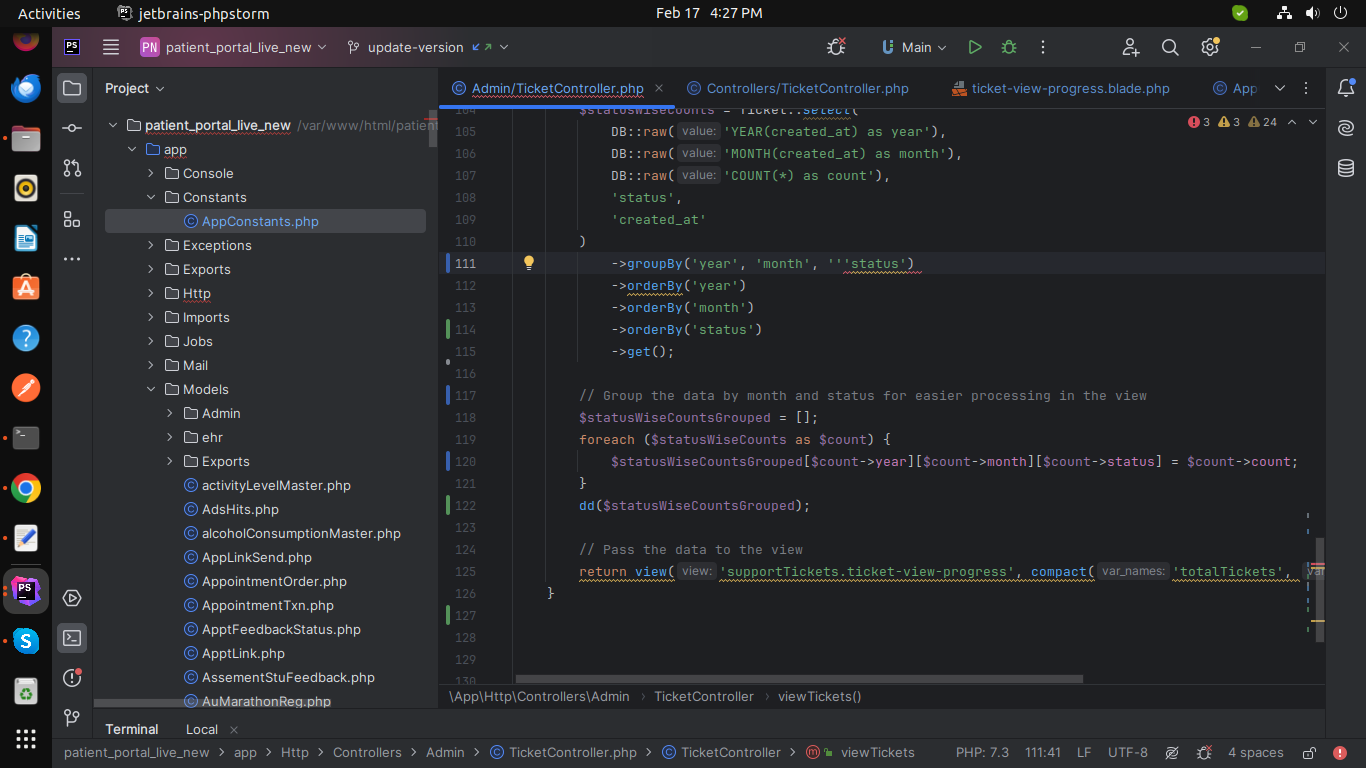 Activities
jetbrains-phpstorm
Feb 17 4:27 PM
PS
PN patient_portal_live_new
update-version
Main
Project
Admin/TicketController.php
Controllers/TicketController.php
ticket-view-progress.blade.php
App
patient_portal_live_new /var/www/html/patien
app
Console
Constants
AppConstants.php
Exceptions
Exports
Http
Imports
Jobs
Mail
Models
Admin
ehr
Exports
activityLevelMaster.php
AdsHits.php
alcoholConsumptionMaster.php
AppLinkSend.php
AppointmentOrder.php
AppointmentTxn.php
ApptFeedbackStatus.php
ApptLink.php
AssementStuFeedback.php
AuMarathonReg.php
3 3 24
104 $statusWiseCounts = Ticket::select(
105 DB::raw( value: 'YEAR(created_at) as year'),
106 DB::raw( value: 'MONTH(created_at) as month'),
107 DB::raw( value: 'COUNT(*) as count'),
108 'status',
109 'created_at'
110 )
111 ->groupBy('year', 'month', '''status')
112 ->orderBy('year')
113 ->orderBy('month')
114 ->orderBy('status')
115 ->get();
116
117 // Group the data by month and status for easier processing in the view
118 $statusWiseCountsGrouped = [];
119 foreach ($statusWiseCounts as $count) {
120 $statusWiseCountsGrouped[$count->year][$count->month][$count->status] = $count->count;
121 }
122 dd($statusWiseCountsGrouped);
123
124 // Pass the data to the view
125 return view( view: 'supportTickets.ticket-view-progress', compact( var_names: 'totalTickets', var
126 }
127
128
129
130
\App\Http\Controllers\Admin > TicketController > viewTickets()
Terminal Local
patient_portal_live_new > app > Http > Controllers > Admin > TicketController.php > TicketController > viewTickets
PHP: 7.3 111:41 LF UTF-8 4 spaces